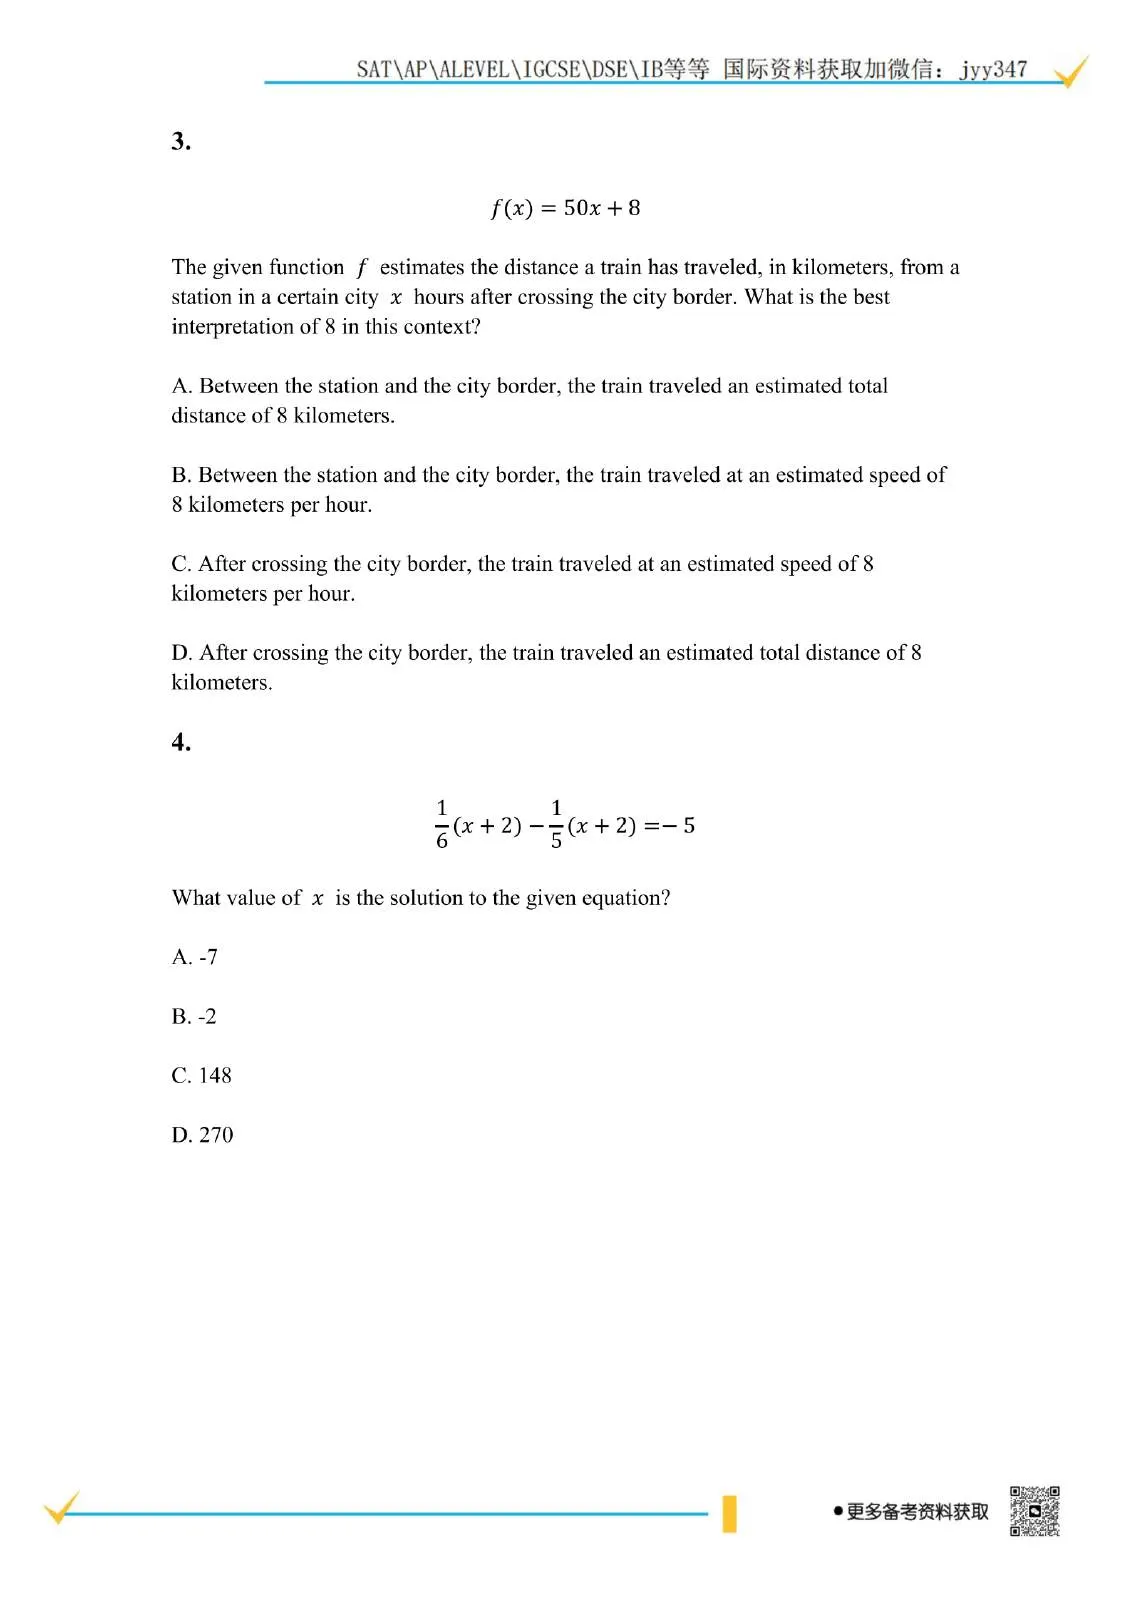 SAT\AP\ALEVEL\IGCSE\DSE\IB等等 国际资料获取加微信：jyy347
3.
f(x) = 50x + 8
The given function f estimates the distance a train has traveled, in kilometers, from a
station in a certain city x hours after crossing the city border. What is the best
interpretation of 8 in this context?
A. Between the station and the city border, the train traveled an estimated total
distance of 8 kilometers.
B. Between the station and the city border, the train traveled at an estimated speed of
8 kilometers per hour.
C. After crossing the city border, the train traveled at an estimated speed of 8
kilometers per hour.
D. After crossing the city border, the train traveled an estimated total distance of 8
kilometers.
4.
1/6(x + 2) − 1/5(x + 2) =− 5
What value of x is the solution to the given equation?
A. -7
B. -2
C. 148
D. 270
●更多备考资料获取